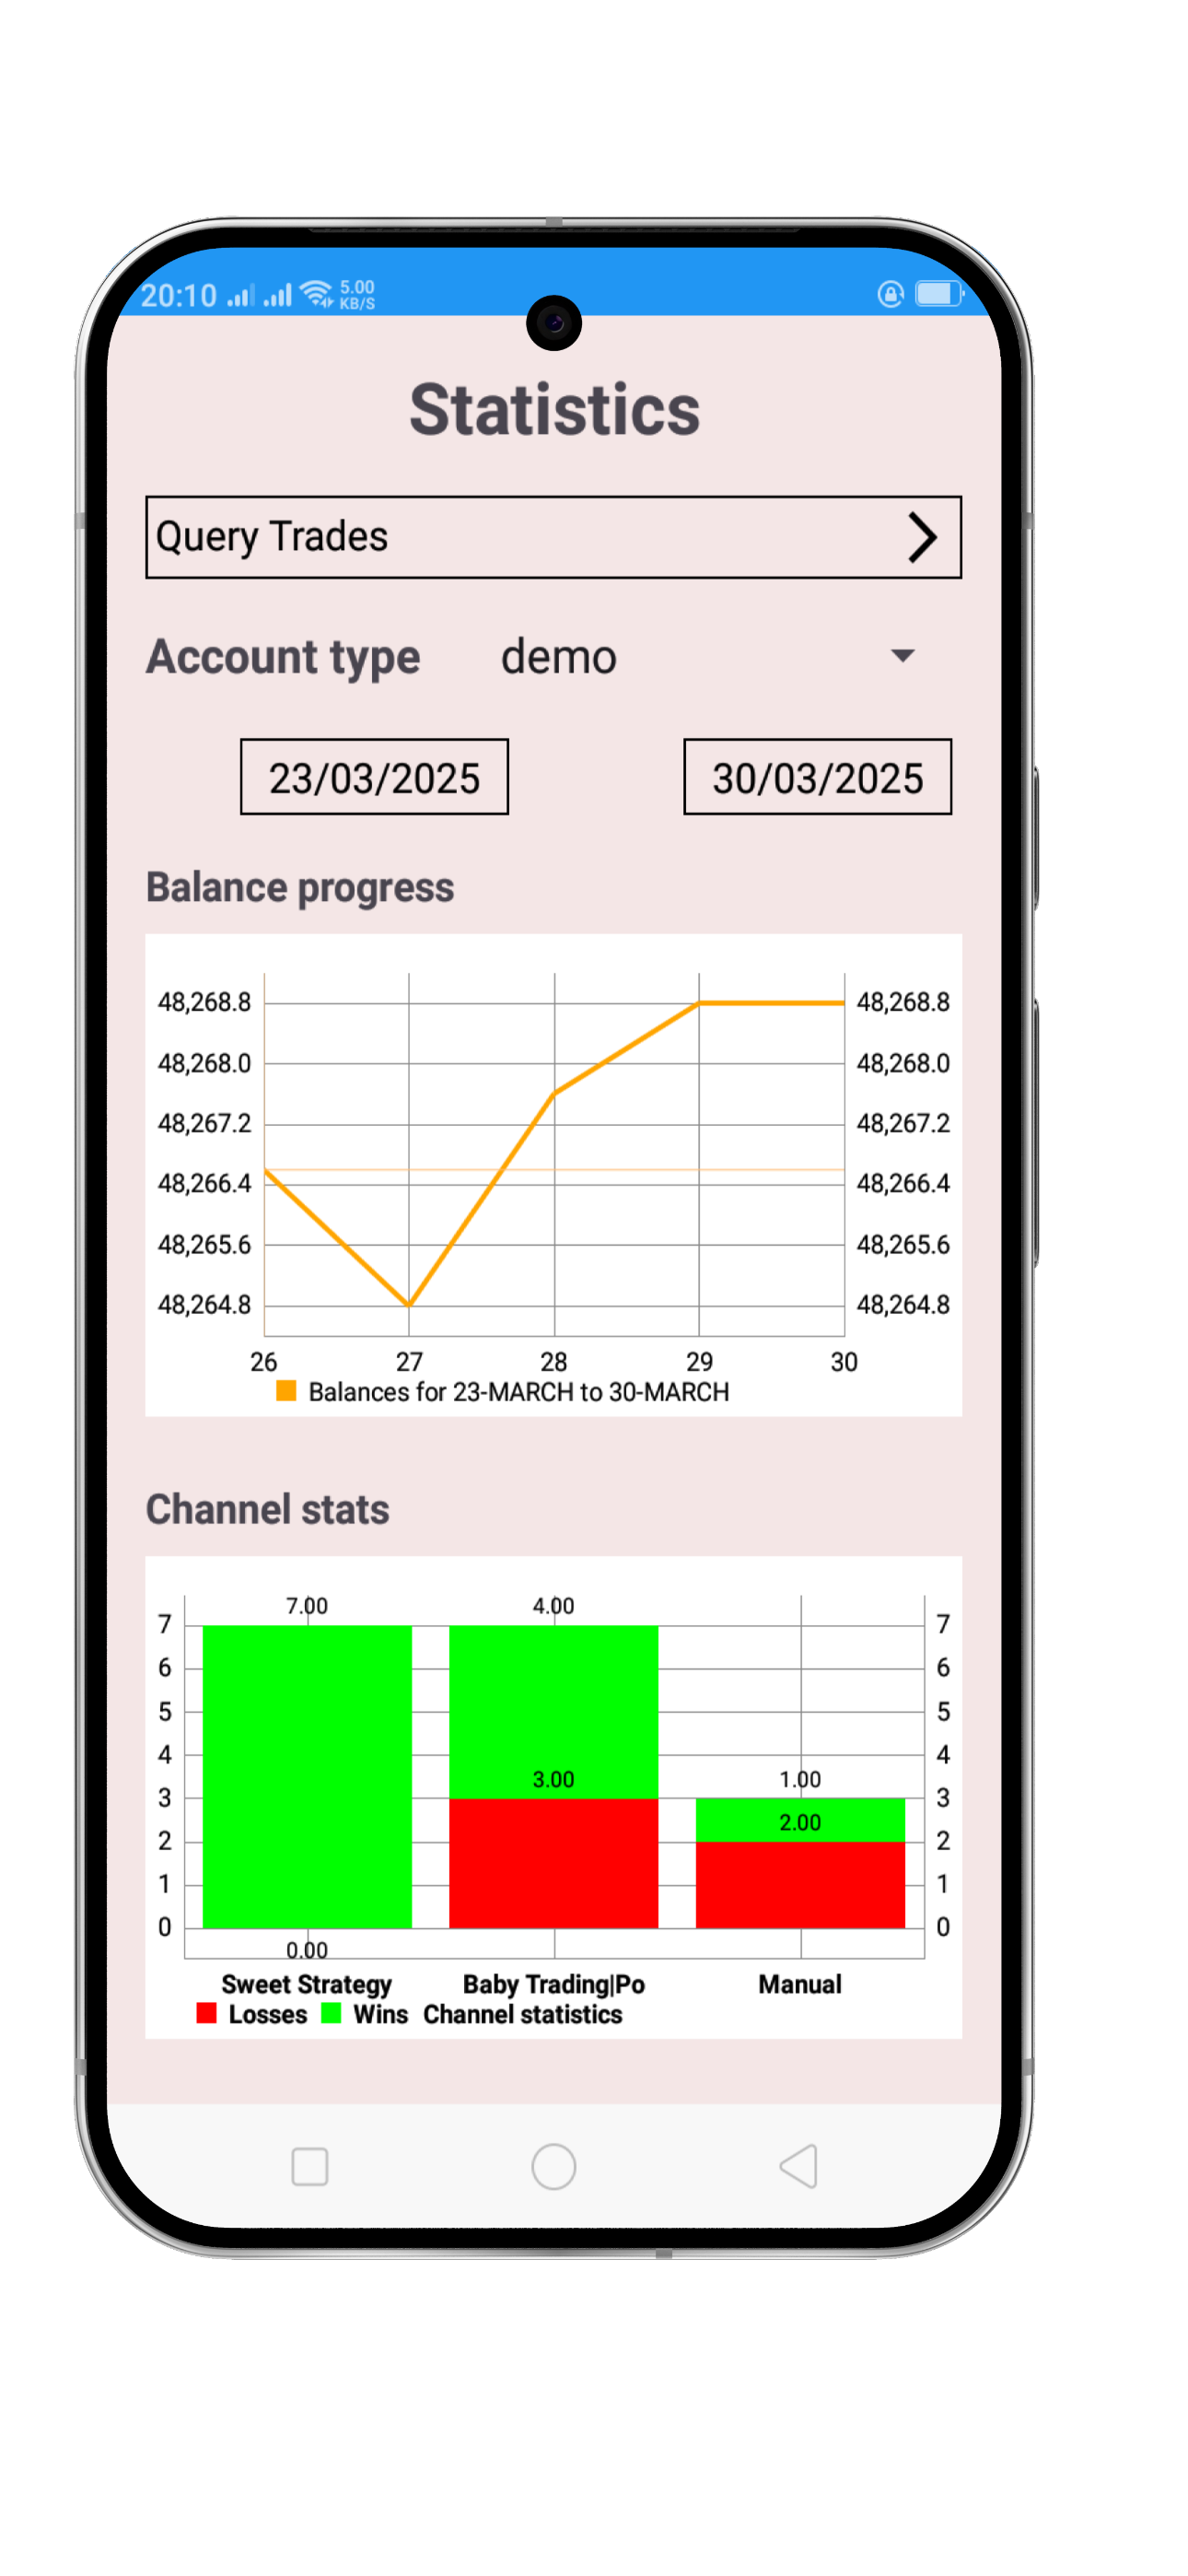 20:10 5.00 KB/S
Statistics
Query Trades
Account type demo
23/03/2025 30/03/2025
Balance progress
48,268.8 48,268.8
48,268.0 48,268.0
48,267.2 48,267.2
48,266.4 48,266.4
48,265.6 48,265.6
48,264.8 48,264.8
26 27 28 29 30
Balances for 23-MARCH to 30-MARCH
Channel stats
7.00 4.00
7 7
6 6
5 5
4 4
3.00 1.00
3 3
2.00
2 2
1 1
0 0
0.00
Sweet Strategy Baby Trading|Po Manual
Losses Wins Channel statistics